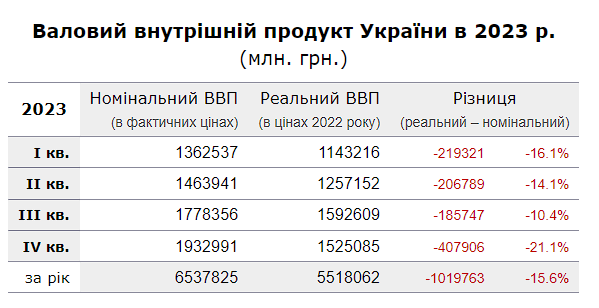 Валовий внутрішній продукт України в 2023 р.
(млн. грн.)
2023 Номінальний ВВП Реальний ВВП Різниця
(в фактичних цінах) (в цінах 2022 року) (реальний – номінальний)
I кв. 1362537 1143216 -219321 -16.1%
II кв. 1463941 1257152 -206789 -14.1%
III кв. 1778356 1592609 -185747 -10.4%
IV кв. 1932991 1525085 -407906 -21.1%
за рік 6537825 5518062 -1019763 -15.6%